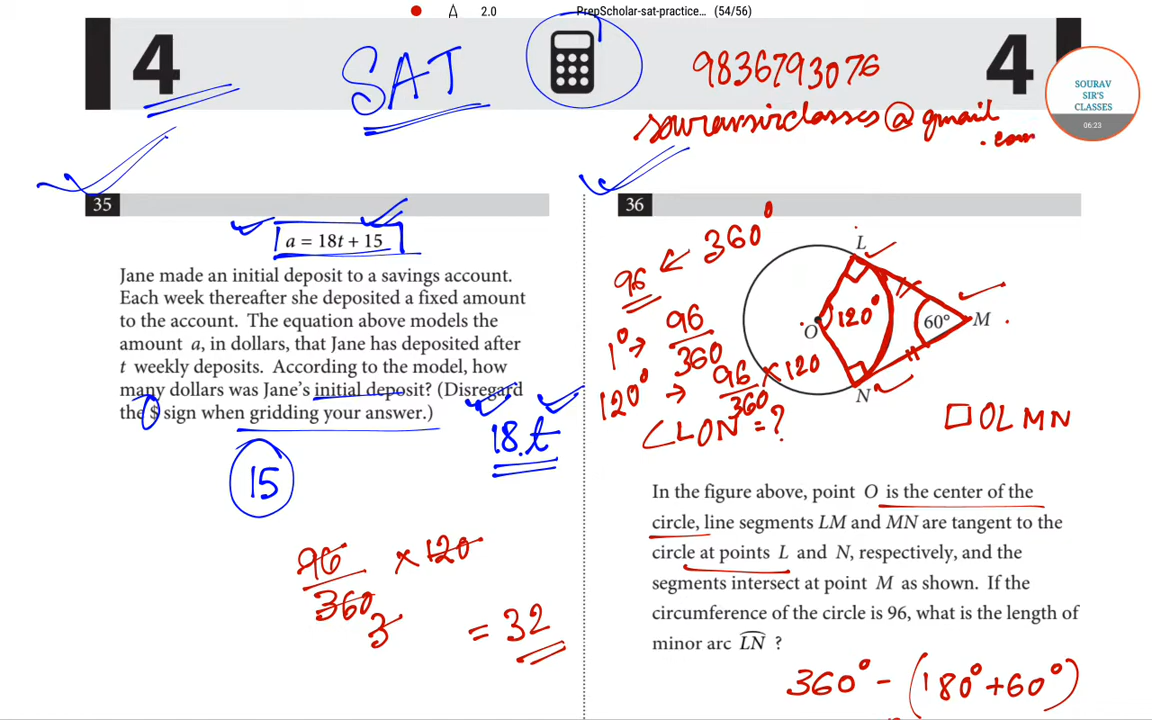 2.0
PrepScholar-sat-practice... (54/56)
4
SAT
9836793076
4
SOURAV
SIR'S
CLASSES
06:23
souravsirclasses@gmail
.com
35
a = 18t + 15
Jane made an initial deposit to a savings account.
Each week thereafter she deposited a fixed amount
to the account. The equation above models the
amount a, in dollars, that Jane has deposited after
t weekly deposits. According to the model, how
many dollars was Jane's initial deposit? (Disregard
the $ sign when gridding your answer.)
18.t
15
96/360 × 120
3
= 32
36
96 ← 360°
1° → 96/360
120° → 96/360 × 120
∠LON = ?
L
O
120°
60°
M
N
□ OLMN
In the figure above, point O is the center of the
circle, line segments LM and MN are tangent to the
circle at points L and N, respectively, and the
segments intersect at point M as shown. If the
circumference of the circle is 96, what is the length of
minor arc LN ?
360° - (180° + 60°)